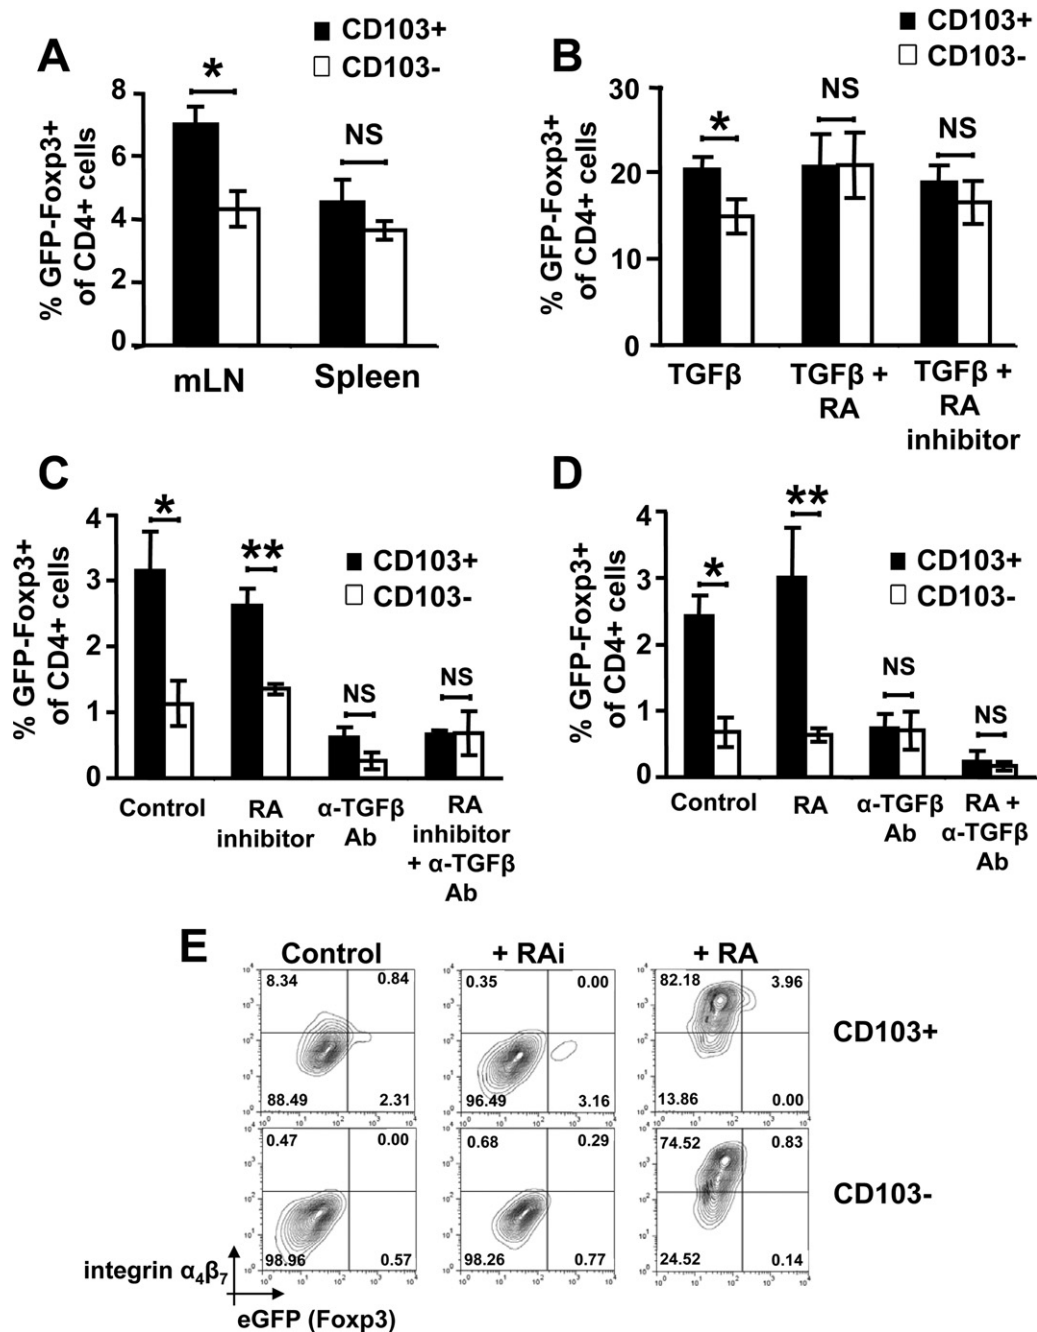 A
CD103+
CD103-
% GFP-Foxp3+
of CD4+ cells
8
6
4
2
0
*
NS
mLN
Spleen
B
CD103+
CD103-
% GFP-Foxp3+
of CD4+ cells
30
20
10
0
*
NS
NS
TGFβ
TGFβ +
RA
TGFβ +
RA
inhibitor
C
% GFP-Foxp3+
of CD4+ cells
4
3
2
1
0
*
**
NS
NS
CD103+
CD103-
Control
RA
inhibitor
α-TGFβ
Ab
RA
inhibitor
+ α-TGFβ
Ab
D
% GFP-Foxp3+
of CD4+ cells
4
3
2
1
0
*
**
NS
NS
CD103+
CD103-
Control
RA
α-TGFβ
Ab
RA +
α-TGFβ
Ab
E
Control
+ RAi
+ RA
8.34 0.84
88.49 2.31
0.35 0.00
96.49 3.16
82.18 3.96
13.86 0.00
CD103+
0.47 0.00
98.96 0.57
0.68 0.29
98.26 0.77
74.52 0.83
24.52 0.14
CD103-
integrin α4β7
eGFP (Foxp3)